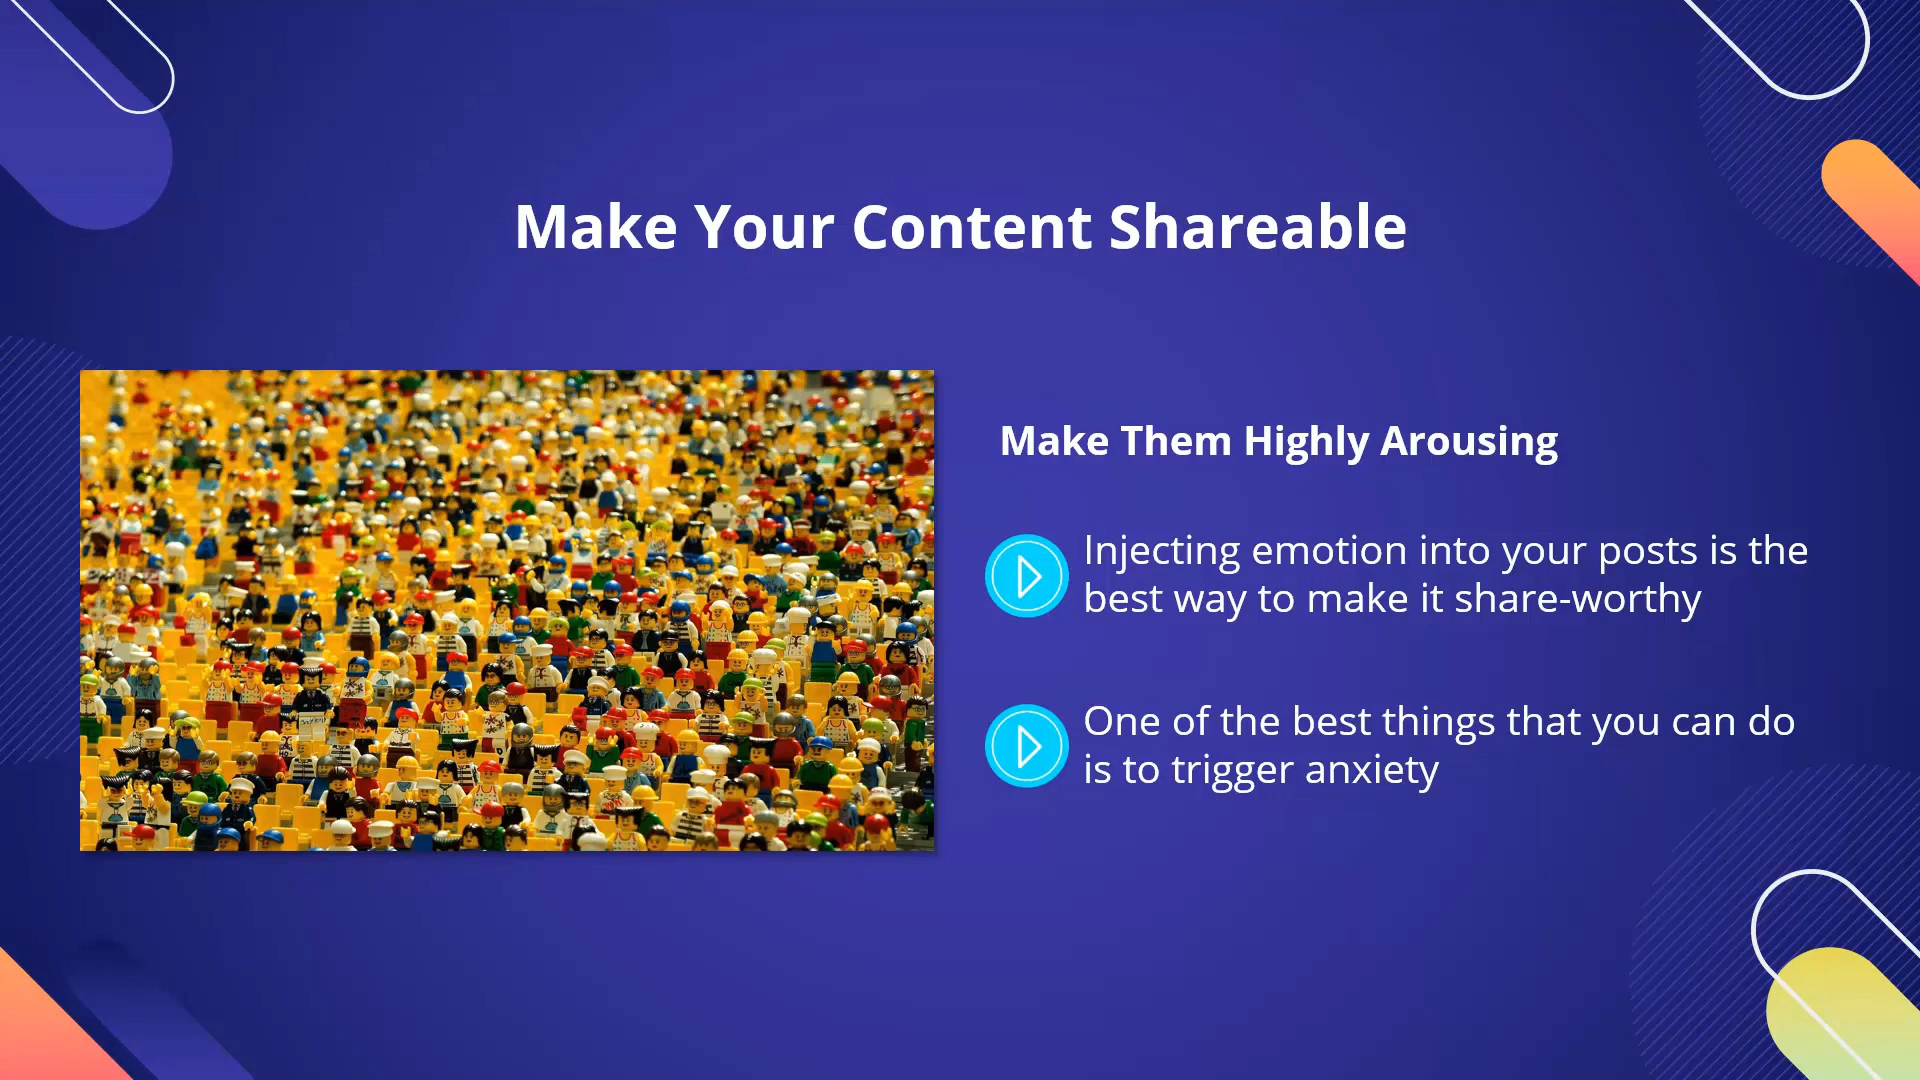 Make Your Content Shareable
Make Them Highly Arousing
Injecting emotion into your posts is the
best way to make it share-worthy
One of the best things that you can do
is to trigger anxiety